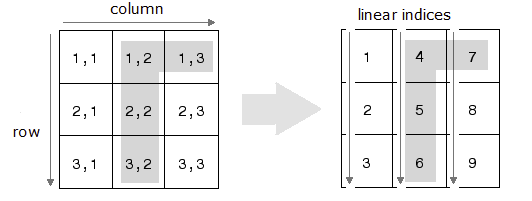 column
linear indices
row
1,1 1,2 1,3
2,1 2,2 2,3
3,1 3,2 3,3
1 4 7
2 5 8
3 6 9